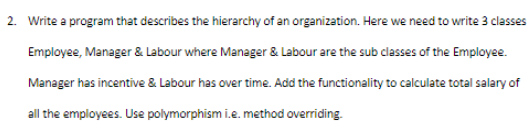 2. Write a program that describes the hierarchy of an organization. Here we need to write 3 classes
Employee, Manager & Labour where Manager & Labour are the sub classes of the Employee.
Manager has incentive & Labour has over time. Add the functionality to calculate total salary of
all the employees. Use polymorphism i.e. method overriding.